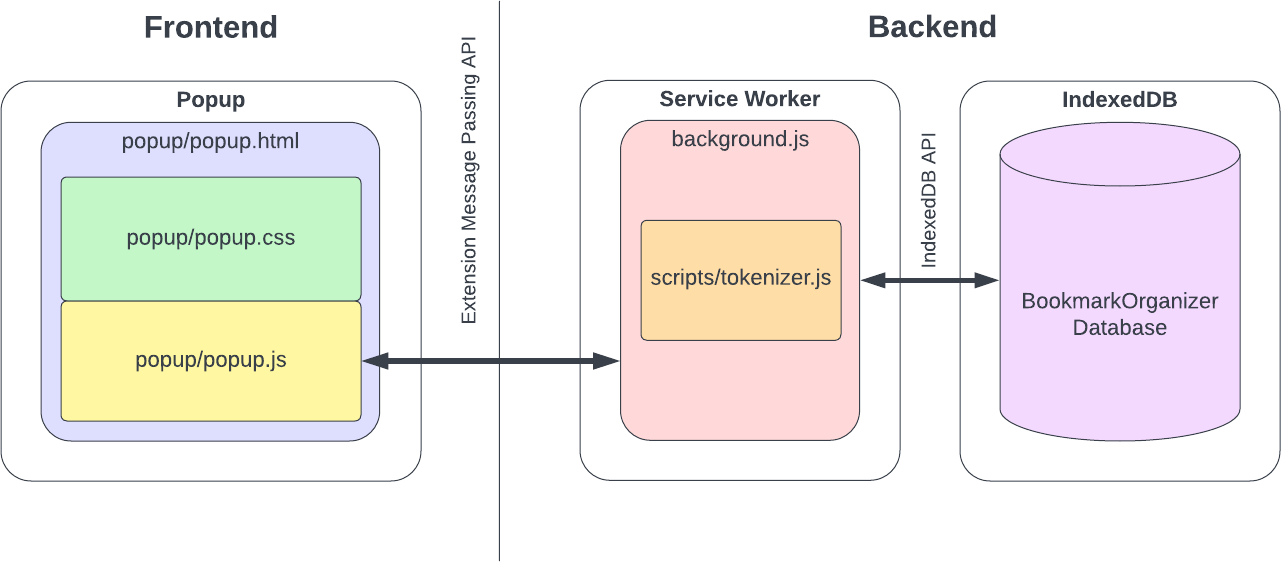 Frontend
Backend
Popup
popup/popup.html
popup/popup.css
popup/popup.js
Extension Message Passing API
Service Worker
background.js
scripts/tokenizer.js
IndexedDB API
IndexedDB
BookmarkOrganizer
Database